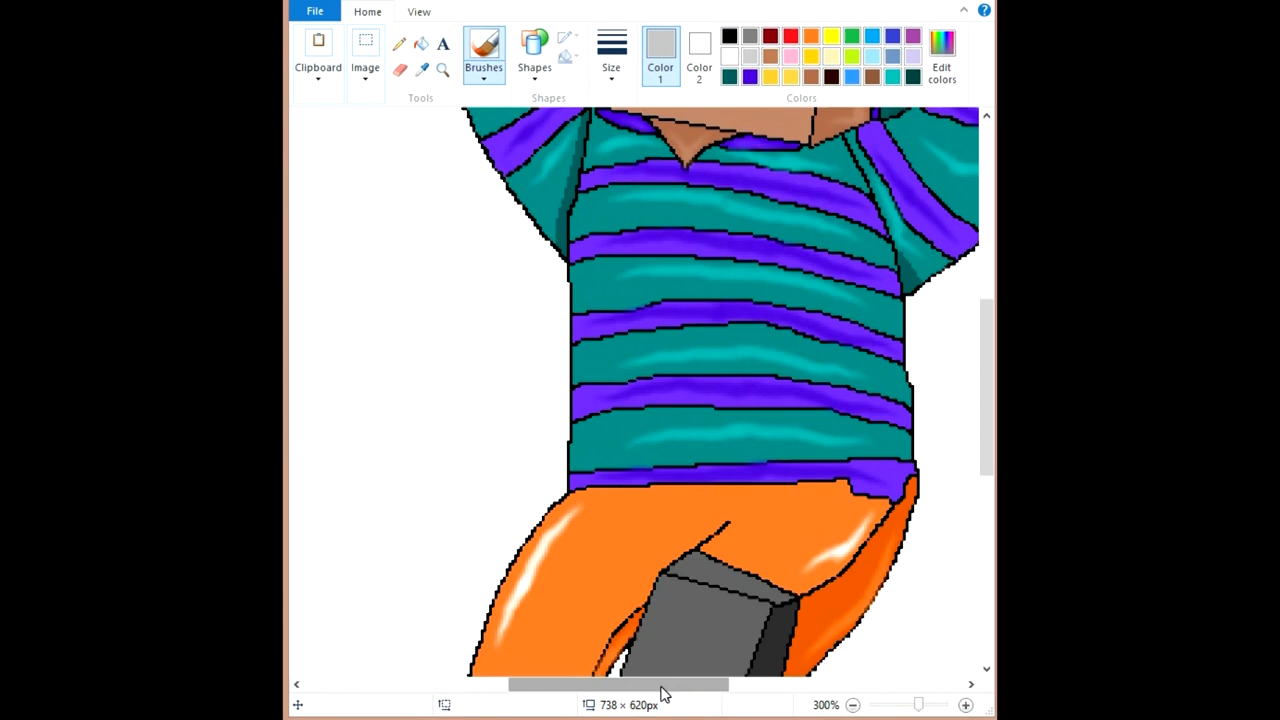 File
Home
View
Clipboard
Image
A
Tools
Brushes
Shapes
Shapes
Size
Color 1
Color 2
Edit colors
Colors
738 × 620px
300%